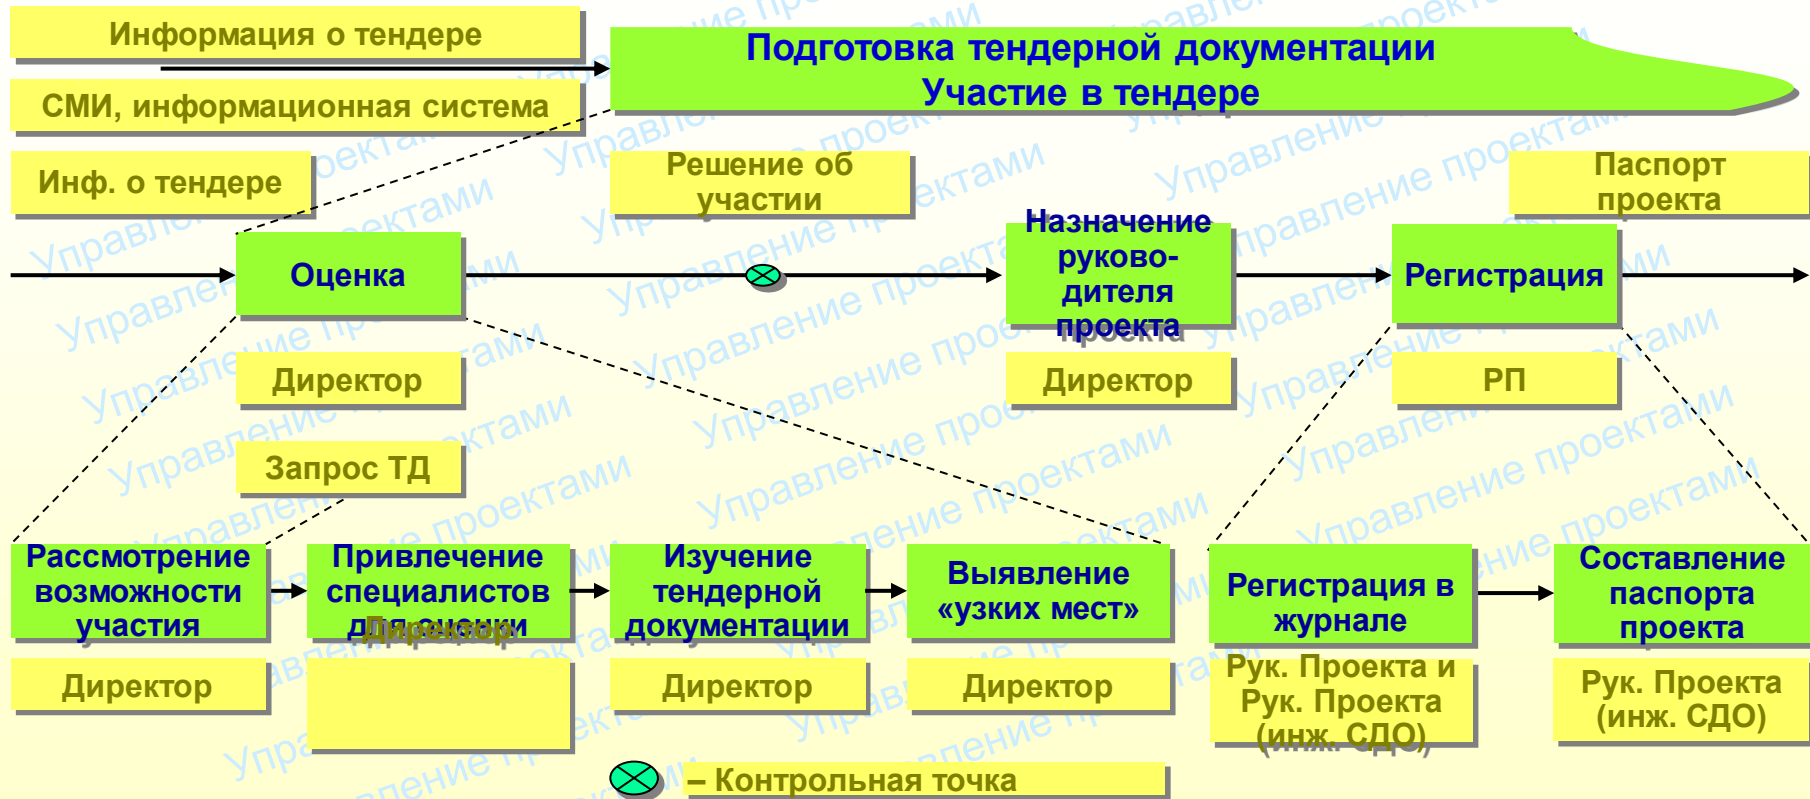 Информация о тендере
Подготовка тендерной документации
Участие в тендере
СМИ, информационная система
Инф. о тендере
Решение об
участии
Паспорт
проекта
Оценка
Назначение
руково-
дителя
проекта
Регистрация
Директор
Директор
РП
Запрос ТД
Рассмотрение
возможности
участия
Привлечение
специалистов
для оценки
Директор
Изучение
тендерной
документации
Выявление
«узких мест»
Регистрация в
журнале
Составление
паспорта
проекта
Директор
Директор
Директор
Рук. Проекта и
Рук. Проекта
(инж. СДО)
Рук. Проекта
(инж. СДО)
– Контрольная точка
Управление проектами